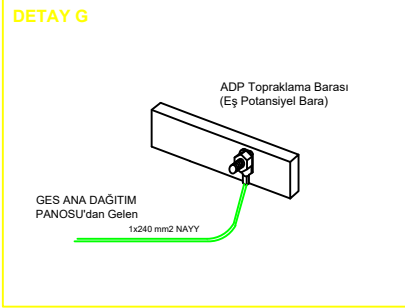 DETAY G
ADP Topraklama Barası
(Eş Potansiyel Bara)
GES ANA DAĞITIM
PANOSU'dan Gelen
1x240 mm2 NAYY